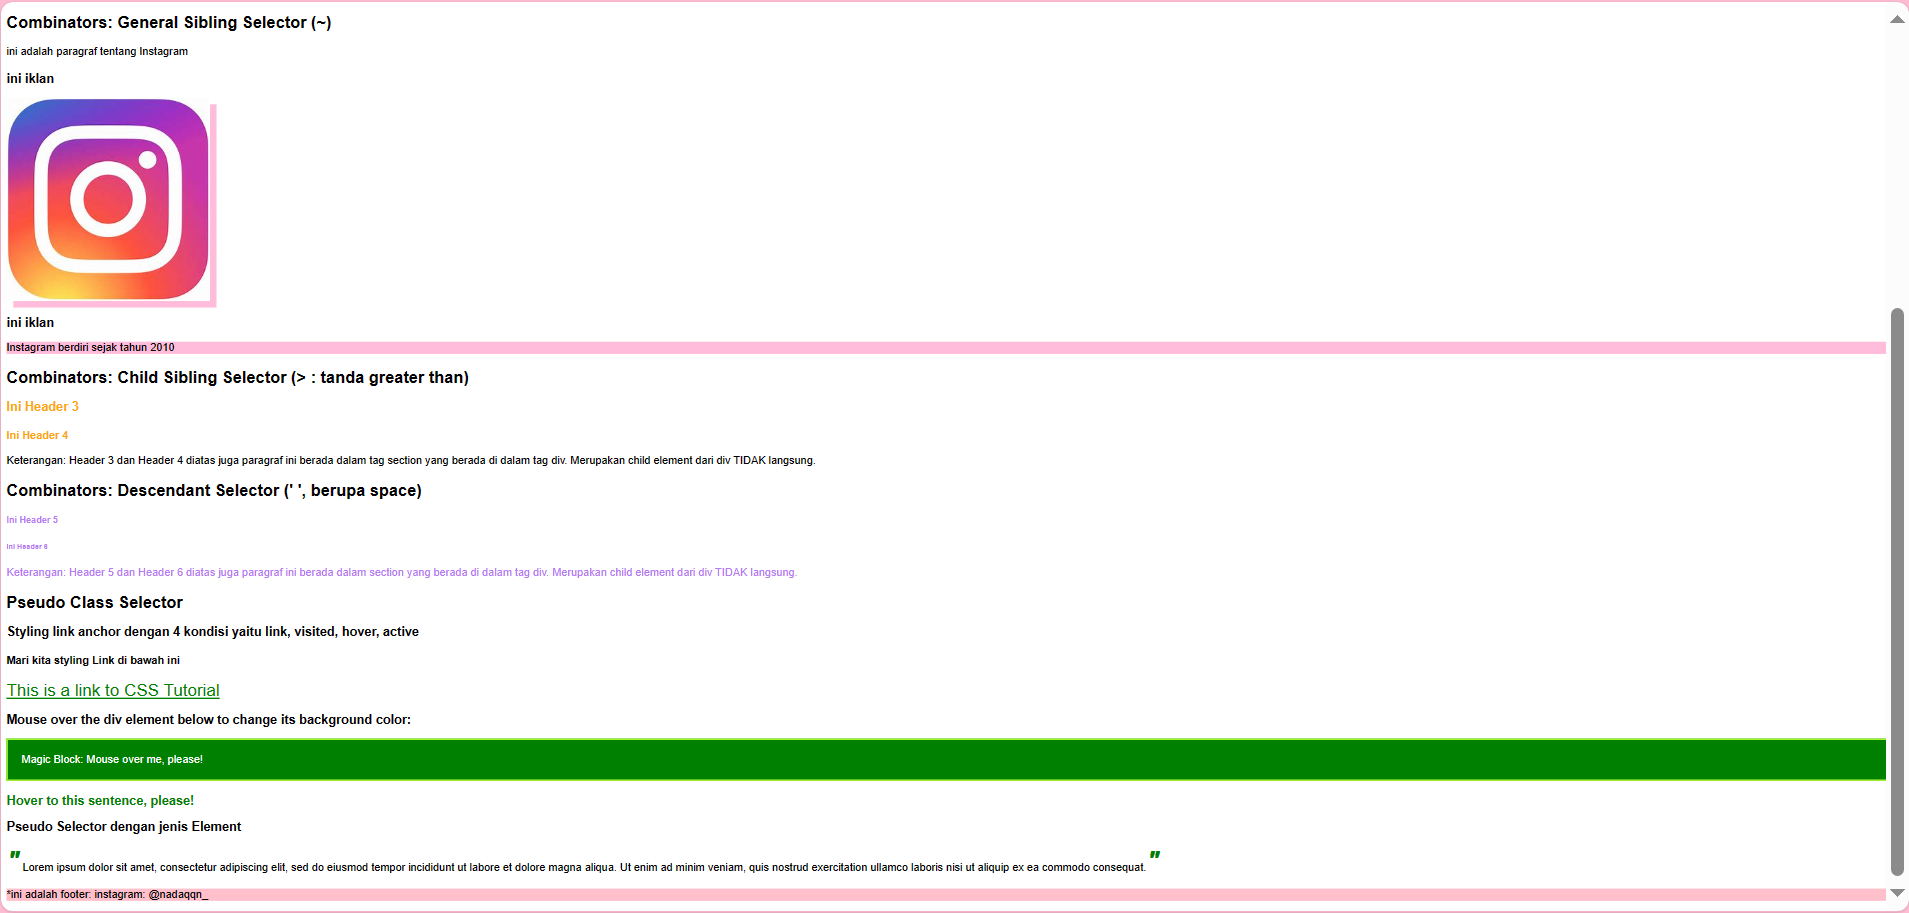 Combinators: General Sibling Selector (~)
ini adalah paragraf tentang Instagram
ini iklan
ini iklan
Instagram berdiri sejak tahun 2010
Combinators: Child Sibling Selector (> : tanda greater than)
Ini Header 3
Ini Header 4
Keterangan: Header 3 dan Header 4 diatas juga paragraf ini berada dalam tag section yang berada di dalam tag div. Merupakan child element dari div TIDAK langsung.
Combinators: Descendant Selector (' ', berupa space)
Ini Header 5
Ini Header 6
Keterangan: Header 5 dan Header 6 diatas juga paragraf ini berada dalam section yang berada di dalam tag div. Merupakan child element dari div TIDAK langsung.
Pseudo Class Selector
Styling link anchor dengan 4 kondisi yaitu link, visited, hover, active
Mari kita styling Link di bawah ini
This is a link to CSS Tutorial
Mouse over the div element below to change its background color:
Magic Block: Mouse over me, please!
Hover to this sentence, please!
Pseudo Selector dengan jenis Element
" Lorem ipsum dolor sit amet, consectetur adipiscing elit, sed do eiusmod tempor incididunt ut labore et dolore magna aliqua. Ut enim ad minim veniam, quis nostrud exercitation ullamco laboris nisi ut aliquip ex ea commodo consequat. "
*ini adalah footer: instagram: @nadaqqn_